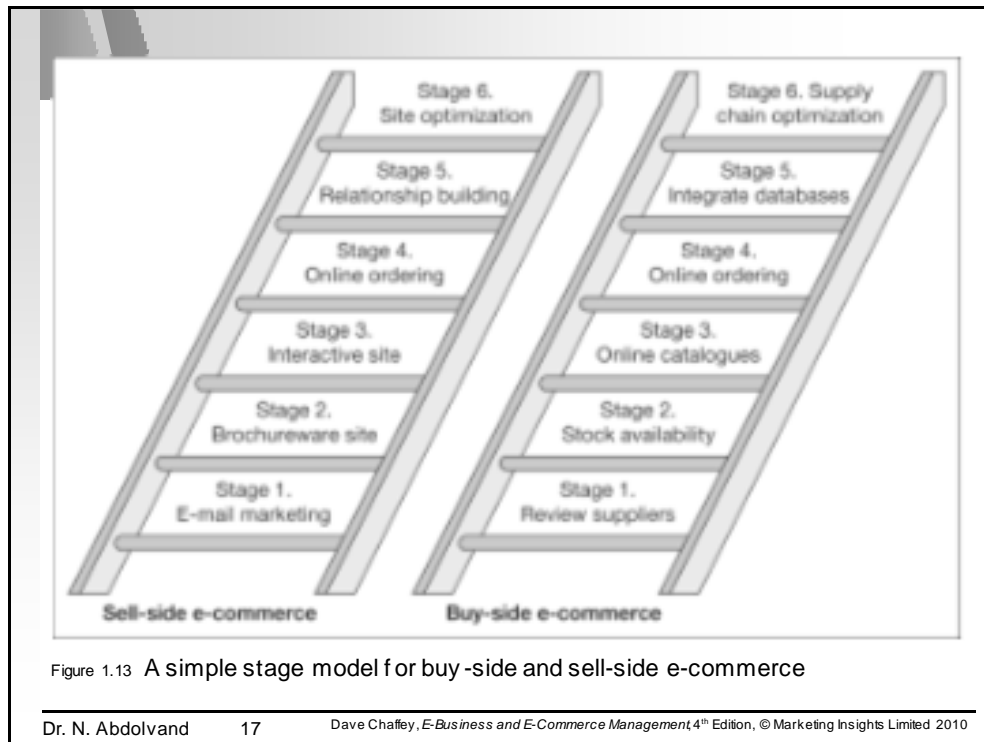 Stage 6.
Site optimization
Stage 5.
Relationship building
Stage 4.
Online ordering
Stage 3.
Interactive site
Stage 2.
Brochureware site
Stage 1.
E-mail marketing
Sell-side e-commerce
Stage 6. Supply
chain optimization
Stage 5.
Integrate databases
Stage 4.
Online ordering
Stage 3.
Online catalogues
Stage 2.
Stock availability
Stage 1.
Review suppliers
Buy-side e-commerce
Figure 1.13 A simple stage model for buy-side and sell-side e-commerce
Dr. N. Abdolvand 17 Dave Chaffey, E-Business and E-Commerce Management, 4th Edition, © Marketing Insights Limited 2010